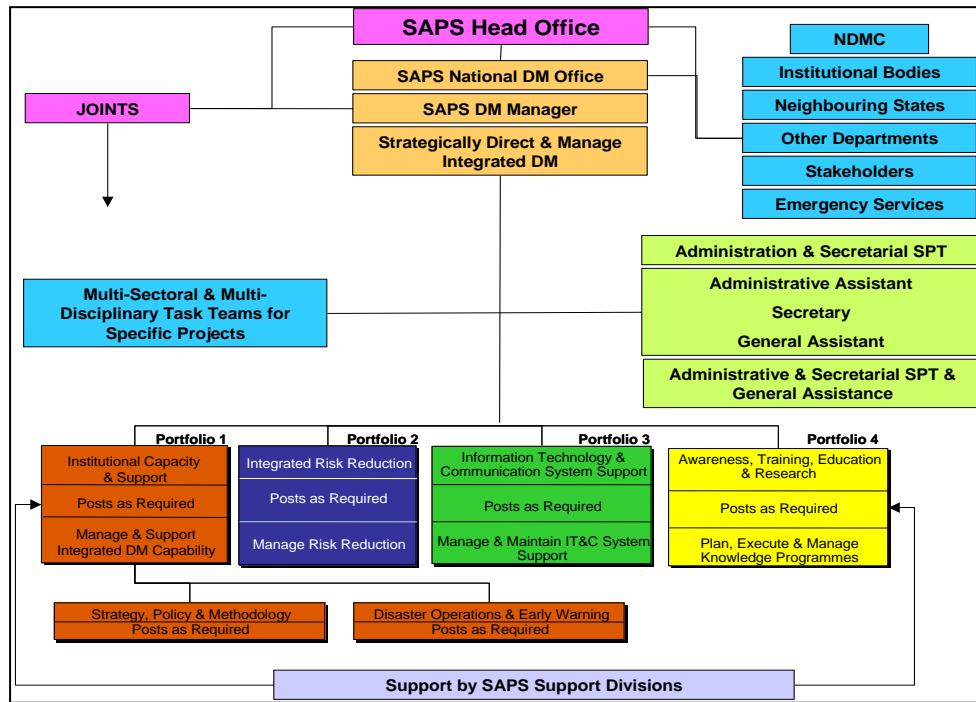 SAPS Head Office
NDMC
SAPS National DM Office
Institutional Bodies
JOINTS
SAPS DM Manager
Neighbouring States
Strategically Direct & Manage
Integrated DM
Other Departments
Stakeholders
Emergency Services
Administration & Secretarial SPT
Multi-Sectoral & Multi-
Disciplinary Task Teams for
Specific Projects
Administrative Assistant
Secretary
General Assistant
Administrative & Secretarial SPT &
General Assistance
Portfolio 1
Institutional Capacity
& Support
Posts as Required
Manage & Support
Integrated DM Capability
Portfolio 2
Integrated Risk Reduction
Posts as Required
Manage Risk Reduction
Portfolio 3
Information Technology &
Communication System Support
Posts as Required
Manage & Maintain IT&C System
Support
Portfolio 4
Awareness, Training, Education
& Research
Posts as Required
Plan, Execute & Manage
Knowledge Programmes
Strategy, Policy & Methodology
Posts as Required
Disaster Operations & Early Warning
Posts as Required
Support by SAPS Support Divisions